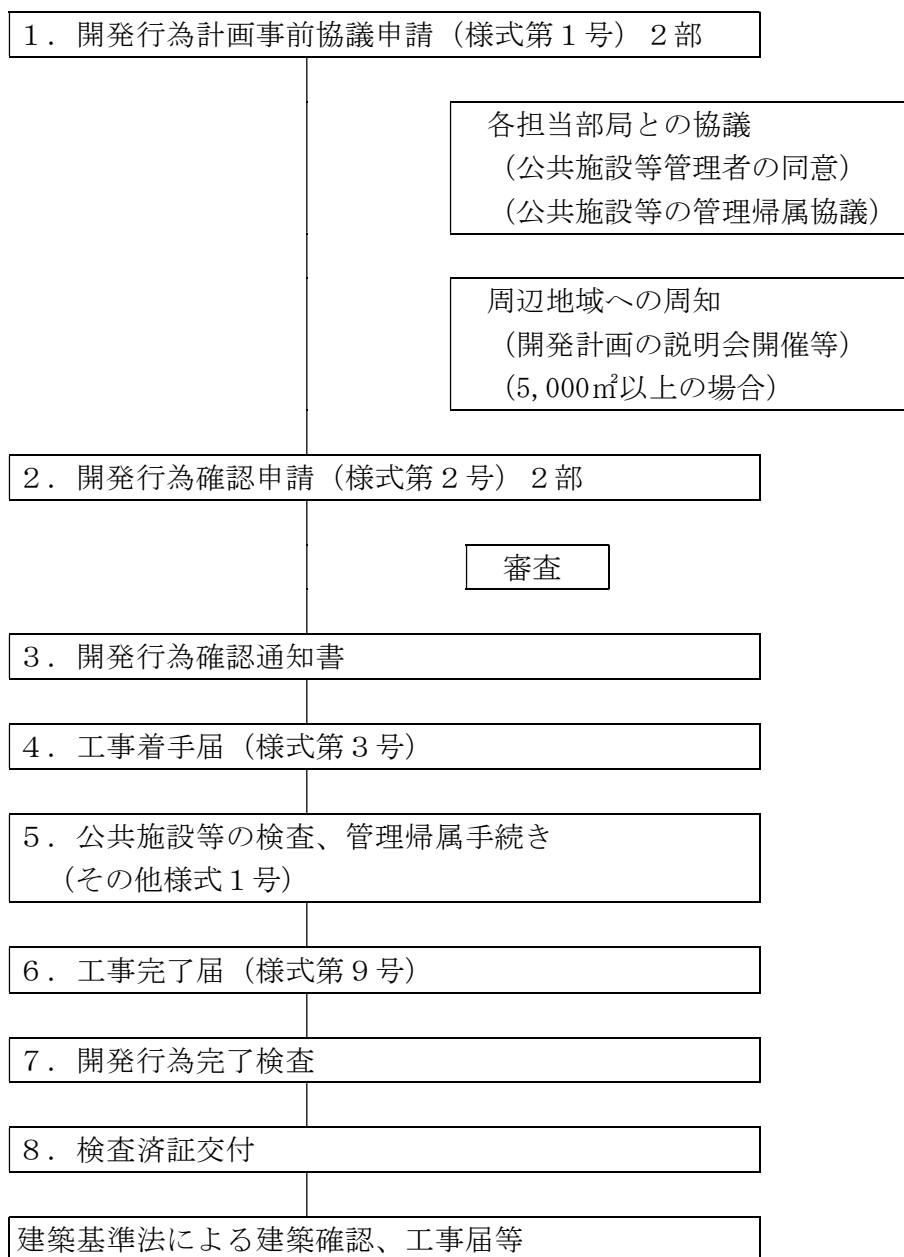 １．開発行為計画事前協議申請（様式第１号）２部
各担当部局との協議
（公共施設等管理者の同意）
（公共施設等の管理帰属協議）
周辺地域への周知
（開発計画の説明会開催等）
（5,000㎡以上の場合）
２．開発行為確認申請（様式第２号）２部
審査
３．開発行為確認通知書
４．工事着手届（様式第３号）
５．公共施設等の検査、管理帰属手続き
（その他様式１号）
６．工事完了届（様式第９号）
７．開発行為完了検査
８．検査済証交付
建築基準法による建築確認、工事届等